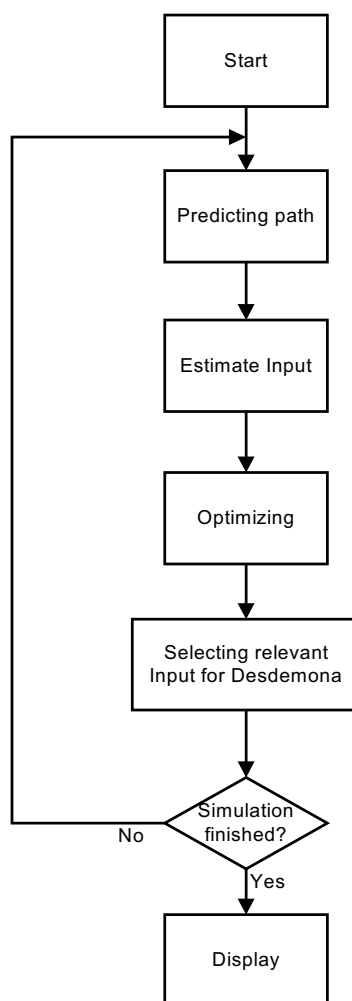 Start
Predicting path
Estimate Input
Optimizing
Selecting relevant
Input for Desdemona
Simulation
finished?
No
Yes
Display